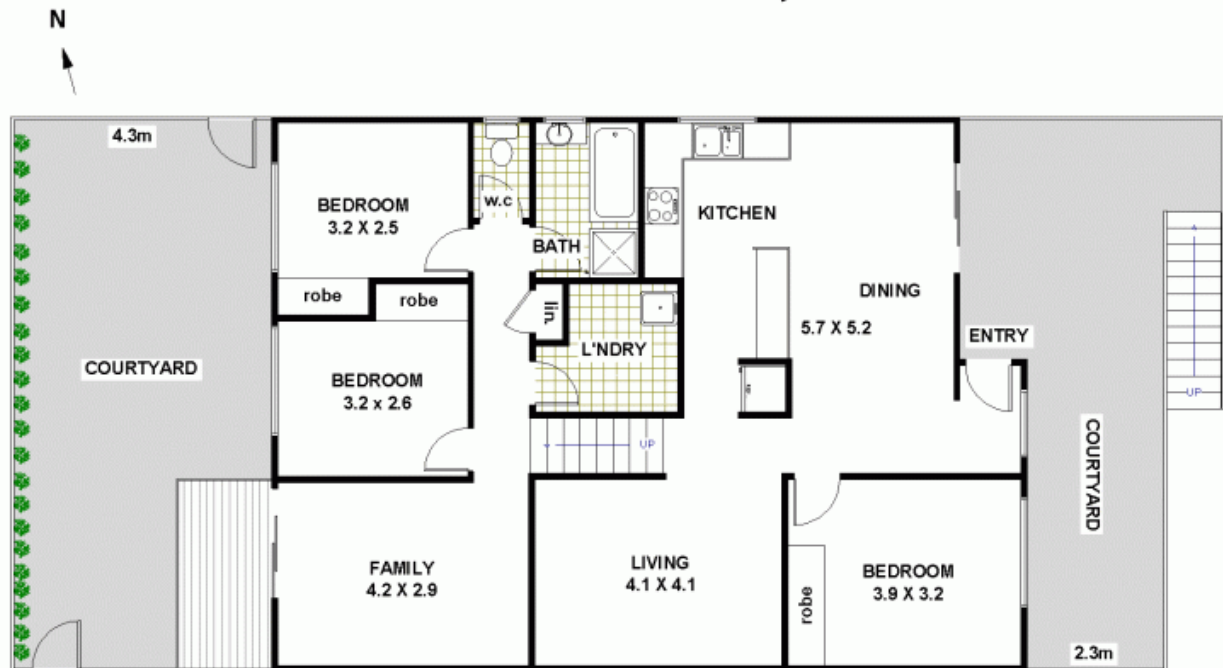 N
4.3m
BEDROOM
3.2 X 2.5
w.c
BATH
KITCHEN
robe
robe
lin.
DINING
5.7 X 5.2
ENTRY
COURTYARD
BEDROOM
3.2 x 2.6
L'NDRY
UP
UP
COURTYARD
FAMILY
4.2 X 2.9
LIVING
4.1 X 4.1
BEDROOM
3.9 X 3.2
robe
2.3m